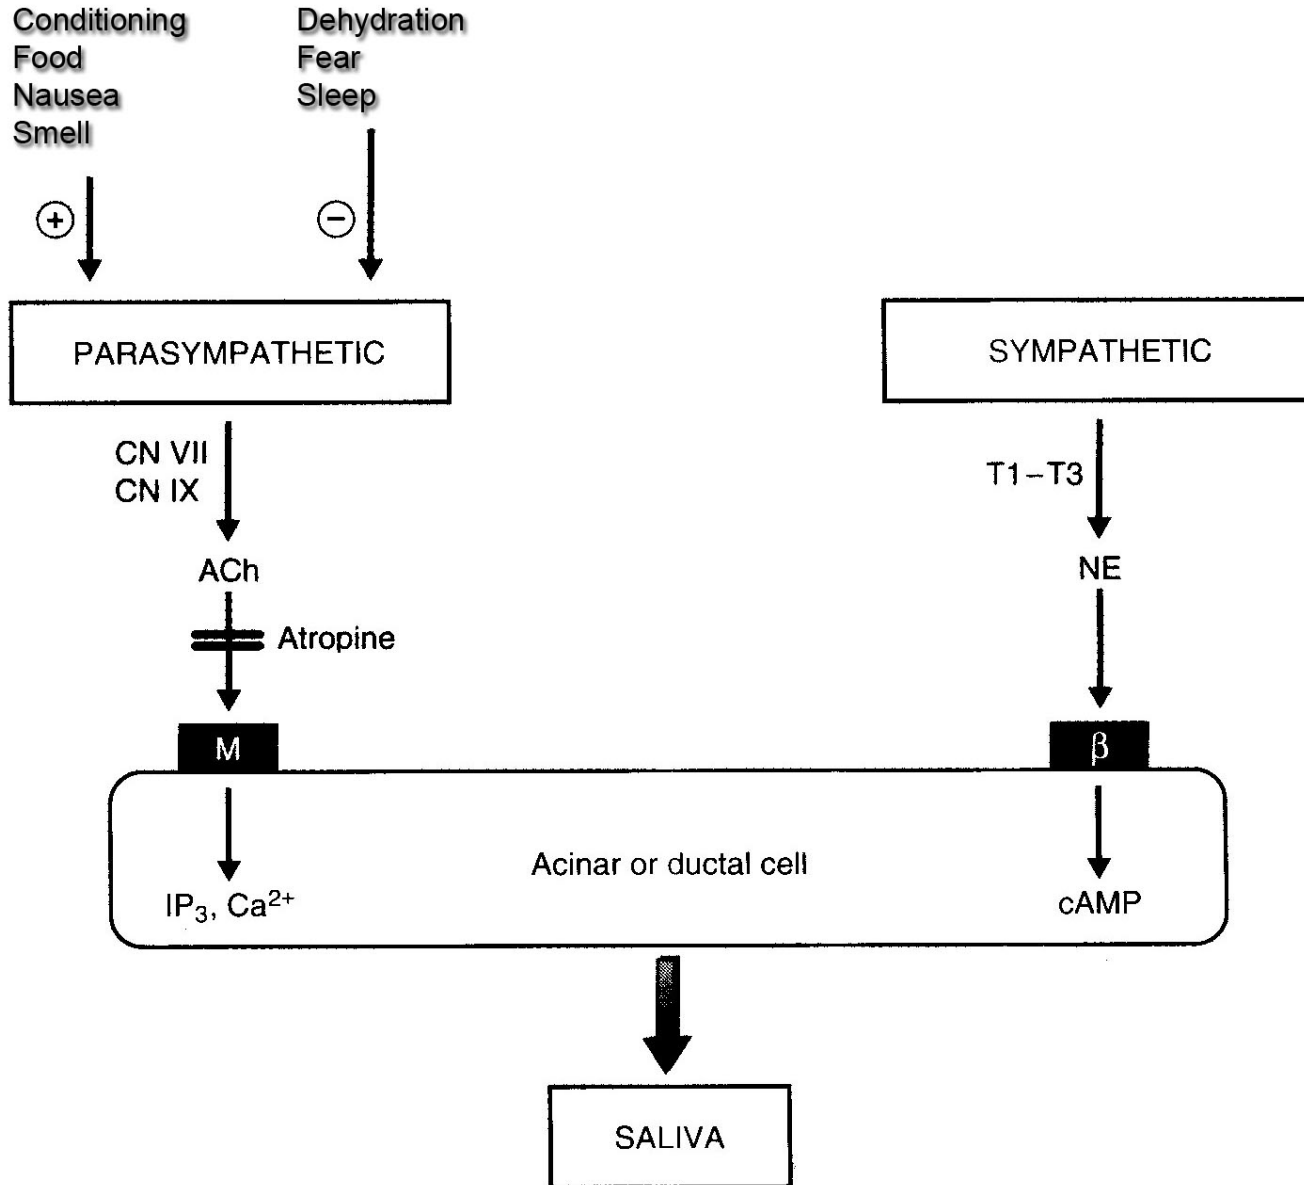 Conditioning
Food
Nausea
Smell
Dehydration
Fear
Sleep
+
−
PARASYMPATHETIC
SYMPATHETIC
CN VII
CN IX
T1–T3
ACh
NE
Atropine
M
β
Acinar or ductal cell
IP₃, Ca²⁺
cAMP
SALIVA